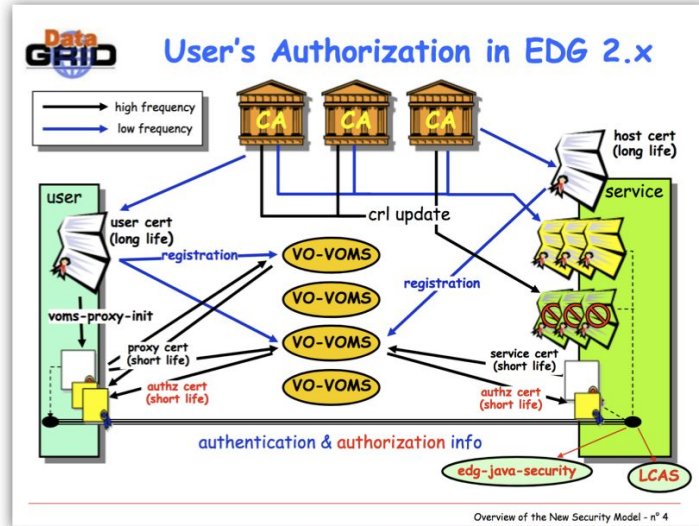 Data
GRID
User's Authorization in EDG 2.x
high frequency
low frequency
CA
CA
CA
host cert
(long life)
user
service
user cert
(long life)
crl update
registration
VO-VOMS
registration
voms-proxy-init
VO-VOMS
proxy cert
(short life)
VO-VOMS
service cert
(short life)
authz cert
(short life)
VO-VOMS
authz cert
(short life)
authentication & authorization info
edg-java-security
LCAS
Overview of the New Security Model - n° 4